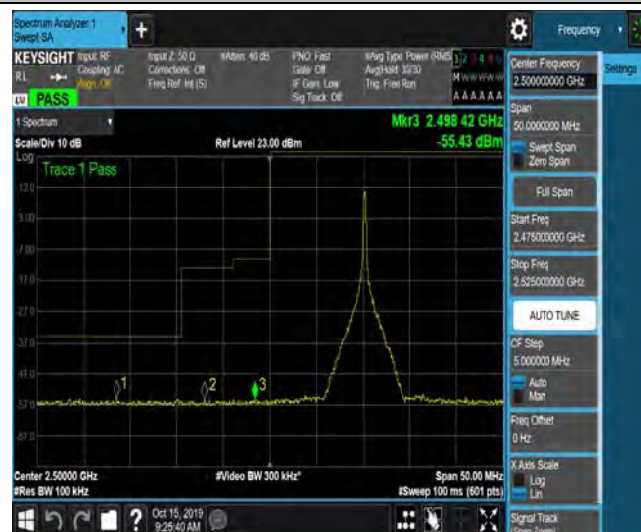 Spectrum Analyzer 1
Swept SA
+
Frequency
KEYSIGHT
Input: RF
Input Z: 50 Ω
#Atten: 40 dB
PNO: Fast
#Avg Type: Power (RMS
1 2 3 4 5 6
RL
Coupling: AC
Corrections: Off
Gate: Off
Avg|Hold: 30/30
M W W W W W
Align: Off
Freq Ref: Int (S)
IF Gain: Low
Trig: Free Run
Sig Track: Off
A A A A A A
PASS
1 Spectrum
Mkr3 2.498 42 GHz
Scale/Div 10 dB
Ref Level 23.00 dBm
-55.43 dBm
Log
Trace 1 Pass
13.0
3.00
-7.00
-17.0
-27.0
-37.0
-47.0
-57.0
-67.0
1
2
3
Center 2.50000 GHz
#Video BW 300 kHz*
Span 50.00 MHz
#Res BW 100 kHz
#Sweep 100 ms (601 pts)
?
Oct 15, 2019
9:25:40 AM
Center Frequency
2.500000000 GHz
Settings
Span
50.0000000 MHz
Swept Span
Zero Span
Full Span
Start Freq
2.475000000 GHz
Stop Freq
2.525000000 GHz
AUTO TUNE
CF Step
5.000000 MHz
Auto
Man
Freq Offset
0 Hz
X Axis Scale
Log
Lin
Signal Track
(Span Zoom)